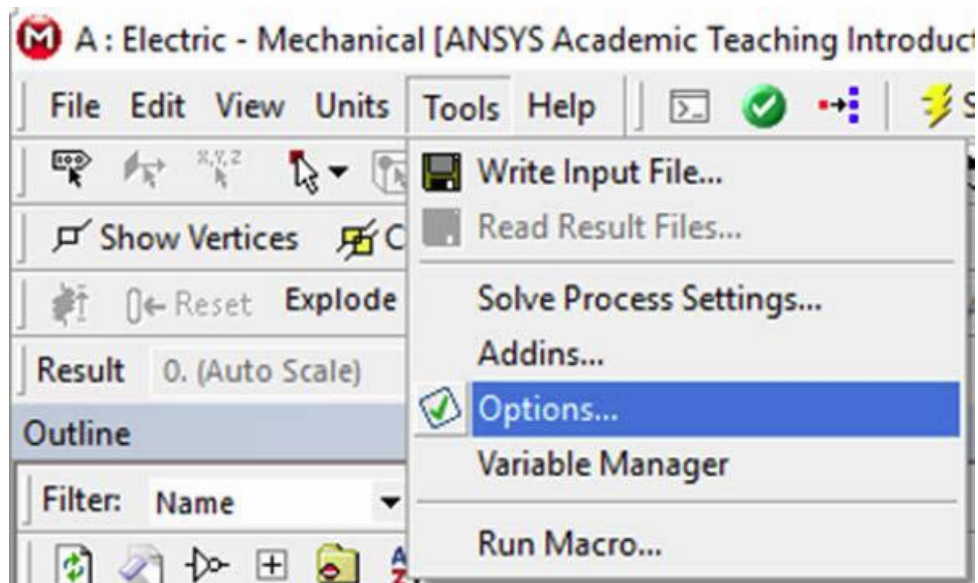 A : Electric - Mechanical [ANSYS Academic Teaching Introduct
File Edit View Units Tools Help
X,Y,Z
Write Input File...
Show Vertices
Read Result Files...
Reset Explode
Solve Process Settings...
Result 0. (Auto Scale)
Addins...
Options...
Outline
Variable Manager
Filter: Name
Run Macro...